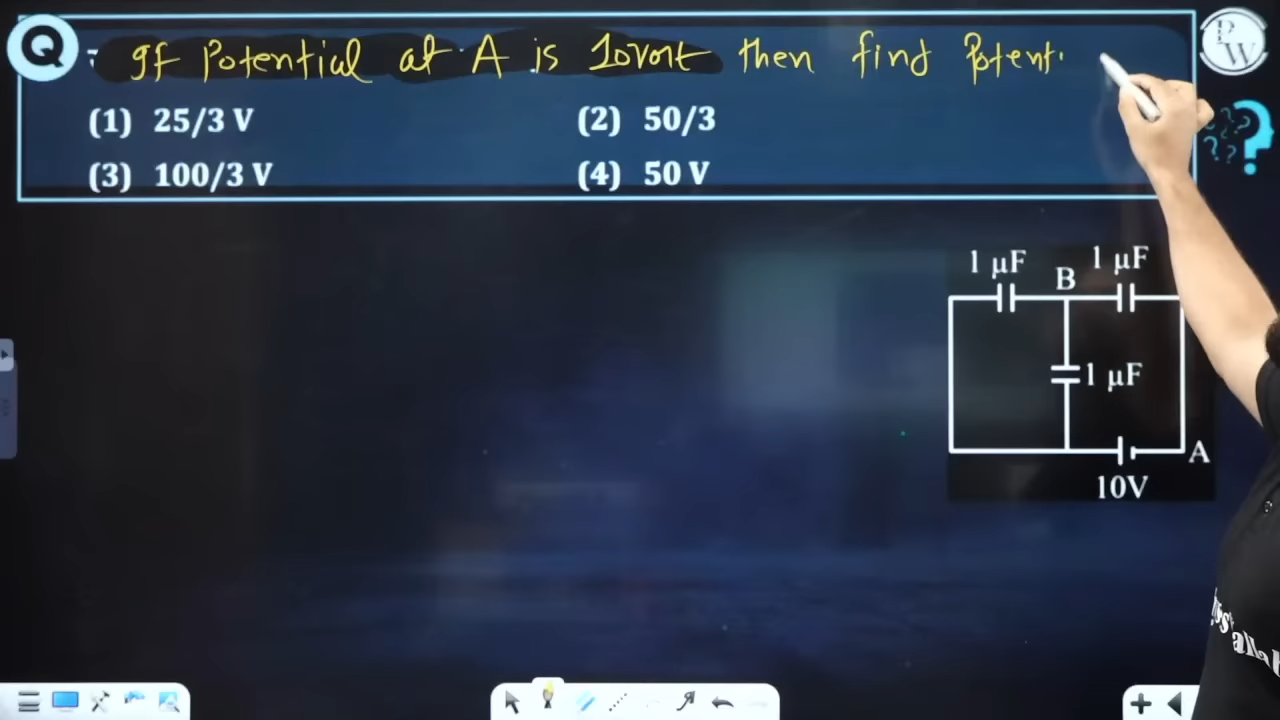 Q
If Potential at A is 10volt then find Potent
(1) 25/3 V
(2) 50/3
(3) 100/3 V
(4) 50 V
1 μF
B
1 μF
1 μF
A
10V
PW